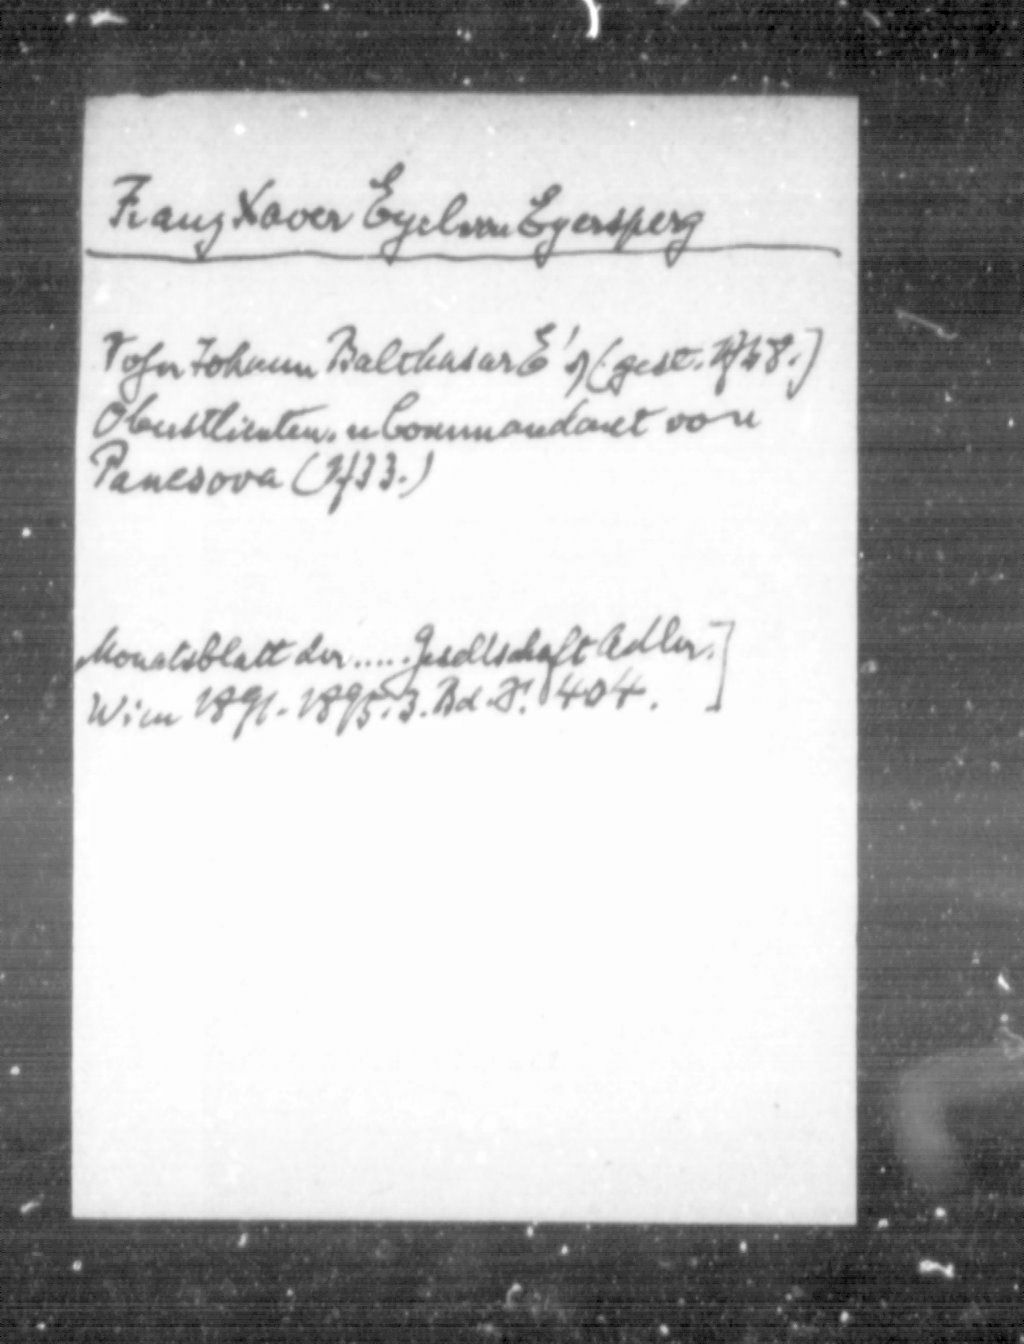 Franz Xaver Eyel von Eyersperg
Sohn Johann Balthasar E's (gest. 1748.)
Oberstlieuten. u Commandant von
Pancsova (1733.)
Monatsblatt der ..... Gesellschaft Adler.]
Wien 1891-1895. 3. Bd. S. 404.